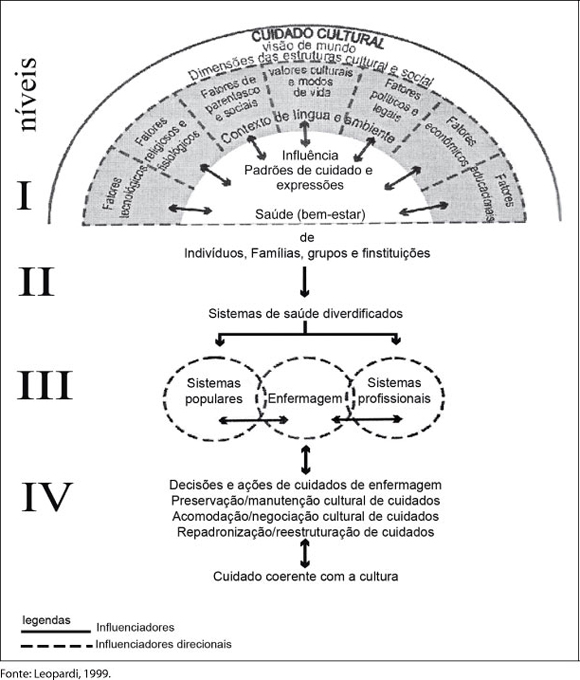 CUIDADO CULTURAL
visão de mundo
Dimensões das estruturas cultural e social
Fatores
tecnológicos
Fatores
religiosos e
fisiológicos
Fatores de
parentesco
e sociais
valores culturais
e modos
de vida
Fatores
políticos e
legais
Fatores
econômicos
Fatores
educacionais
Contexto de língua e ambiente
níveis
I
Influência
Padrões de cuidado e
expressões
Saúde (bem-estar)
de
Indivíduos, Famílias, grupos e finstituições
II
Sistemas de saúde diverdificados
III
Sistemas
populares
Enfermagem
Sistemas
profissionais
IV
Decisões e ações de cuidados de enfermagem
Preservação/manutenção cultural de cuidados
Acomodação/negociação cultural de cuidados
Repadronização/reestruturação de cuidados
Cuidado coerente com a cultura
legendas
Influenciadores
Influenciadores direcionais
Fonte: Leopardi, 1999.